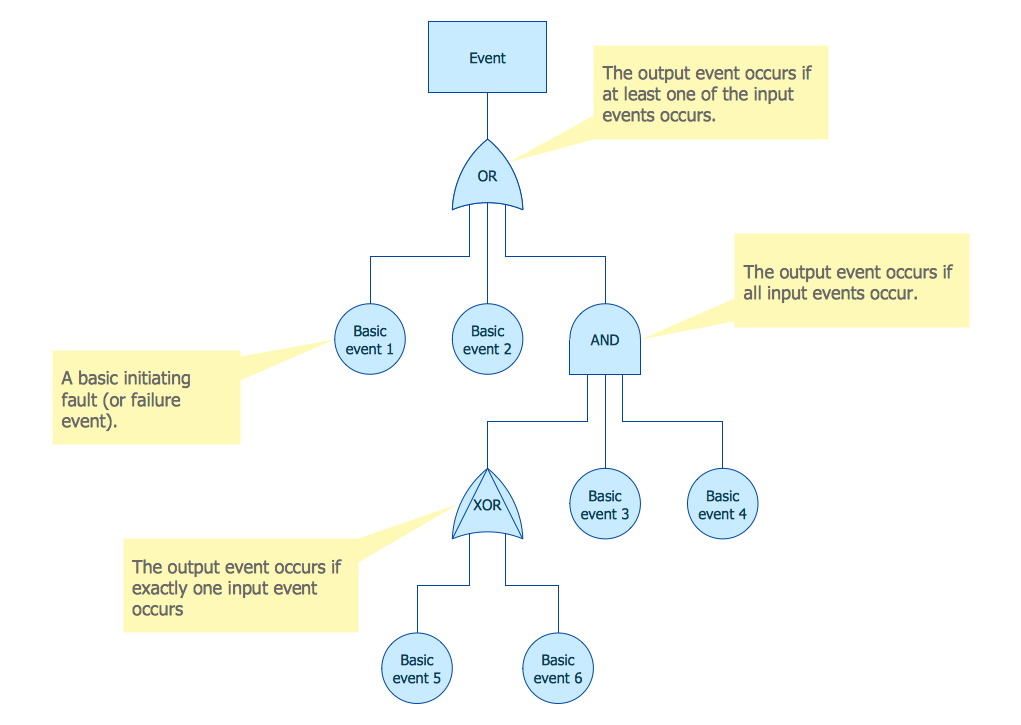 Event
The output event occurs if
at least one of the input
events occurs.
OR
The output event occurs if
all input events occur.
Basic
event 1
Basic
event 2
AND
A basic initiating
fault (or failure
event).
XOR
Basic
event 3
Basic
event 4
The output event occurs if
exactly one input event
occurs
Basic
event 5
Basic
event 6